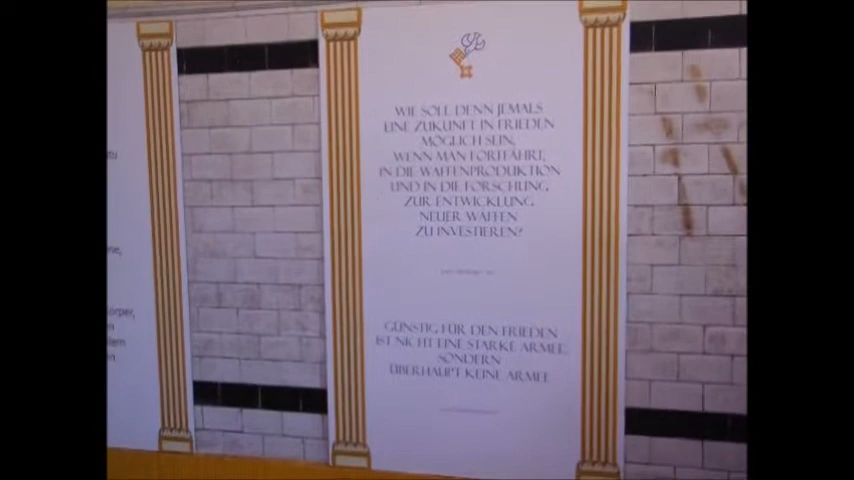 WIE SOLL DENN JEMALS
EINE ZUKUNFT IN FRIEDEN
MÖGLICH SEIN,
WENN MAN FORTFÄHRT,
IN DIE WAFFENPRODUKTION
UND IN DIE FORSCHUNG,
ZUR ENTWICKLUNG
NEUER WAFFEN
ZU INVESTIEREN?
GÜNSTIG FÜR DEN FRIEDEN
IST NICHT EINE STARKE ARMEE,
SONDERN
ÜBERHAUPT KEINE ARMEE